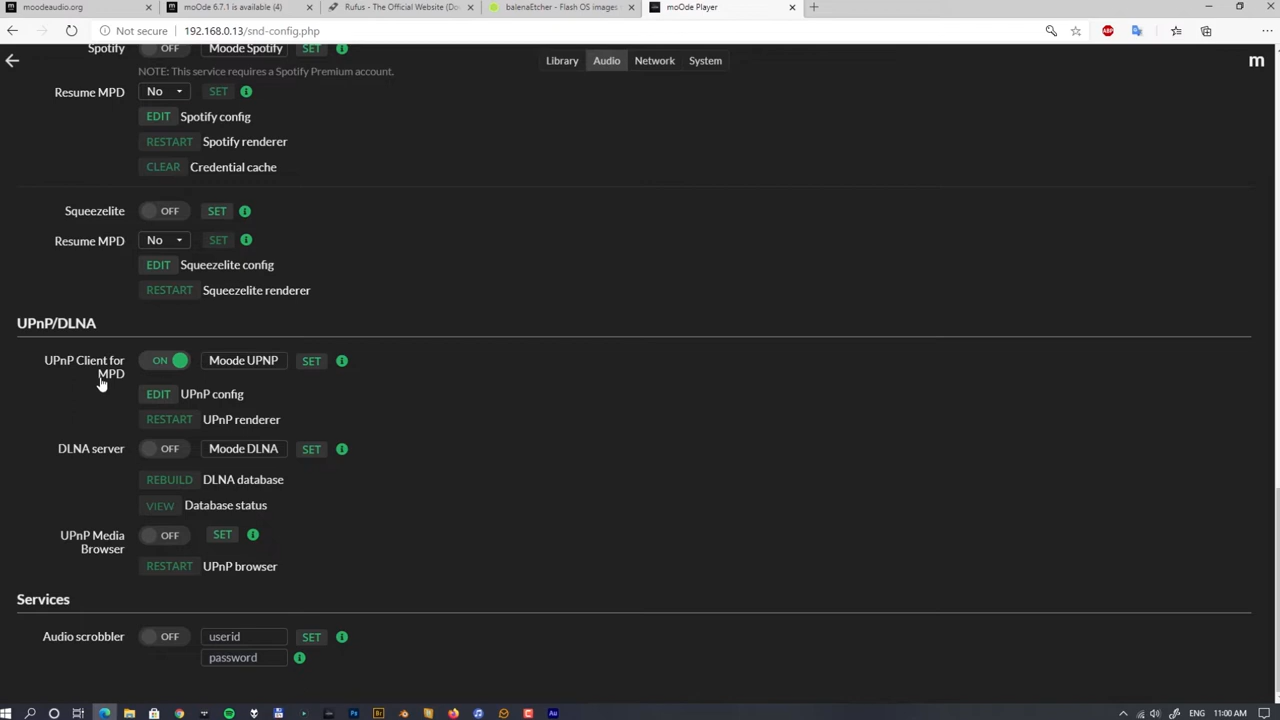 moodeaudio.org
moOde 6.7.1 is available (4)
Rufus - The Official Website (Do
balenaEtcher - Flash OS images
moOde Player
Not secure
192.168.0.13/snd-config.php
ABP
Library
Audio
Network
System
m
Spotify
OFF
Moode Spotify
SET
NOTE: This service requires a Spotify Premium account.
Resume MPD
No
SET
EDIT
Spotify config
RESTART
Spotify renderer
CLEAR
Credential cache
Squeezelite
OFF
SET
Resume MPD
No
SET
EDIT
Squeezelite config
RESTART
Squeezelite renderer
UPnP/DLNA
UPnP Client for
MPD
ON
Moode UPNP
SET
EDIT
UPnP config
RESTART
UPnP renderer
DLNA server
OFF
Moode DLNA
SET
REBUILD
DLNA database
VIEW
Database status
UPnP Media
Browser
OFF
SET
RESTART
UPnP browser
Services
Audio scrobbler
OFF
userid
SET
password
Ps
Br
Au
ENG
11:00 AM